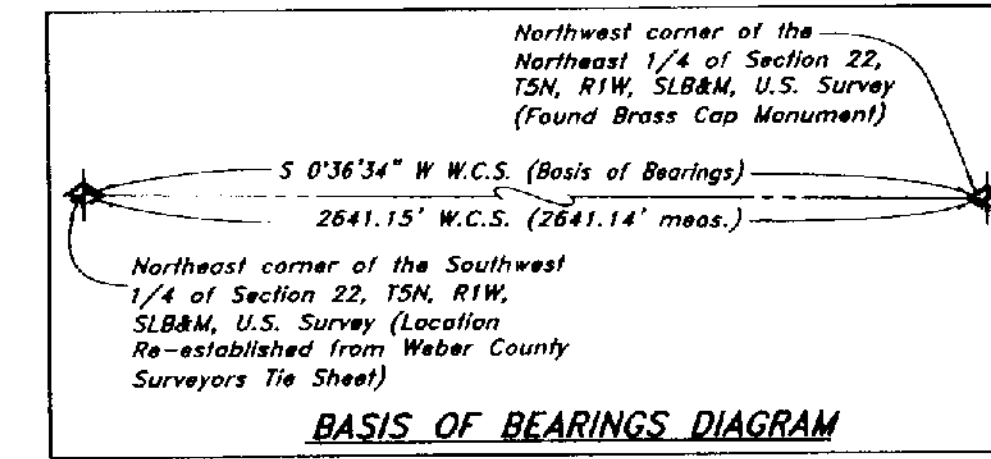 Northwest corner of the
Northeast 1/4 of Section 22,
T5N, R1W, SLB&M, U.S. Survey
(Found Brass Cap Monument)
S 0°36'34" W W.C.S. (Basis of Bearings)
2641.15' W.C.S. (2641.14' meas.)
Northeast corner of the Southwest
1/4 of Section 22, T5N, R1W,
SLB&M, U.S. Survey (Location
Re-established from Weber County
Surveyors Tie Sheet)
BASIS OF BEARINGS DIAGRAM